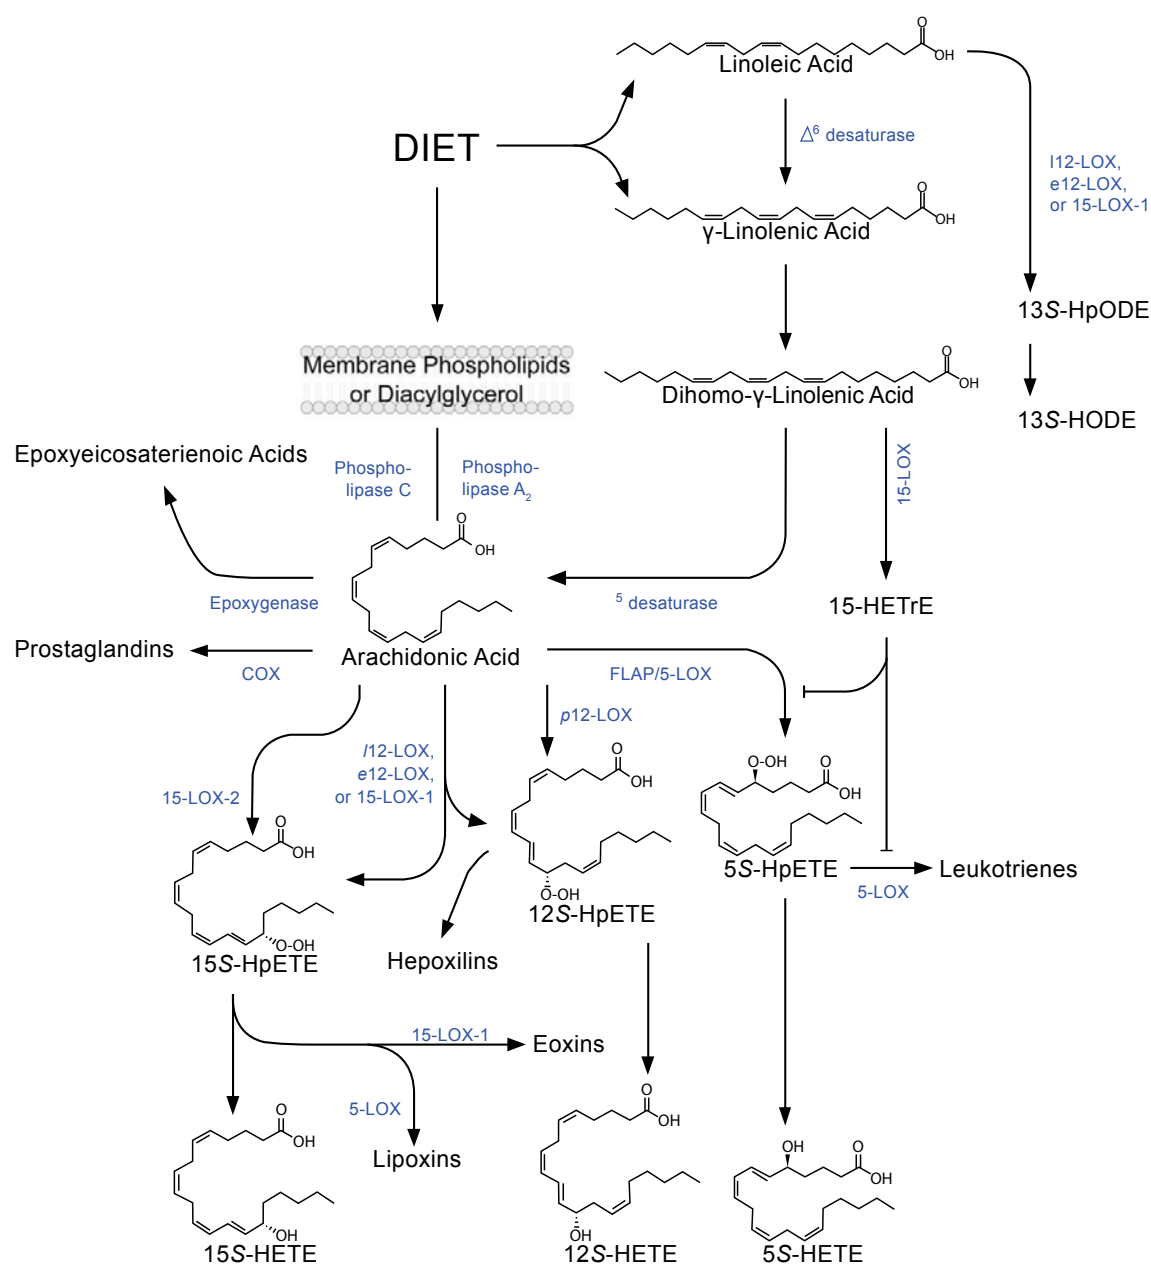 O
OH
Linoleic Acid
Δ6 desaturase
DIET
l12-LOX,
e12-LOX,
or 15-LOX-1
O
OH
γ-Linolenic Acid
13S-HpODE
Membrane Phospholipids
or Diacylglycerol
O
OH
Dihomo-γ-Linolenic Acid
13S-HODE
Epoxyeicosaterienoic Acids
Phospho-
lipase C
Phospho-
lipase A2
15-LOX
O
OH
Epoxygenase
5 desaturase
15-HETrE
Prostaglandins
COX
Arachidonic Acid
FLAP/5-LOX
p12-LOX
l12-LOX,
e12-LOX,
or 15-LOX-1
15-LOX-2
O
OH
O-OH
O
OH
O
OH
O-OH
5S-HpETE
5-LOX
Leukotrienes
12S-HpETE
O-OH
15S-HpETE
Hepoxilins
15-LOX-1
Eoxins
5-LOX
Lipoxins
O
OH
OH
15S-HETE
O
OH
OH
12S-HETE
OH
O
OH
5S-HETE